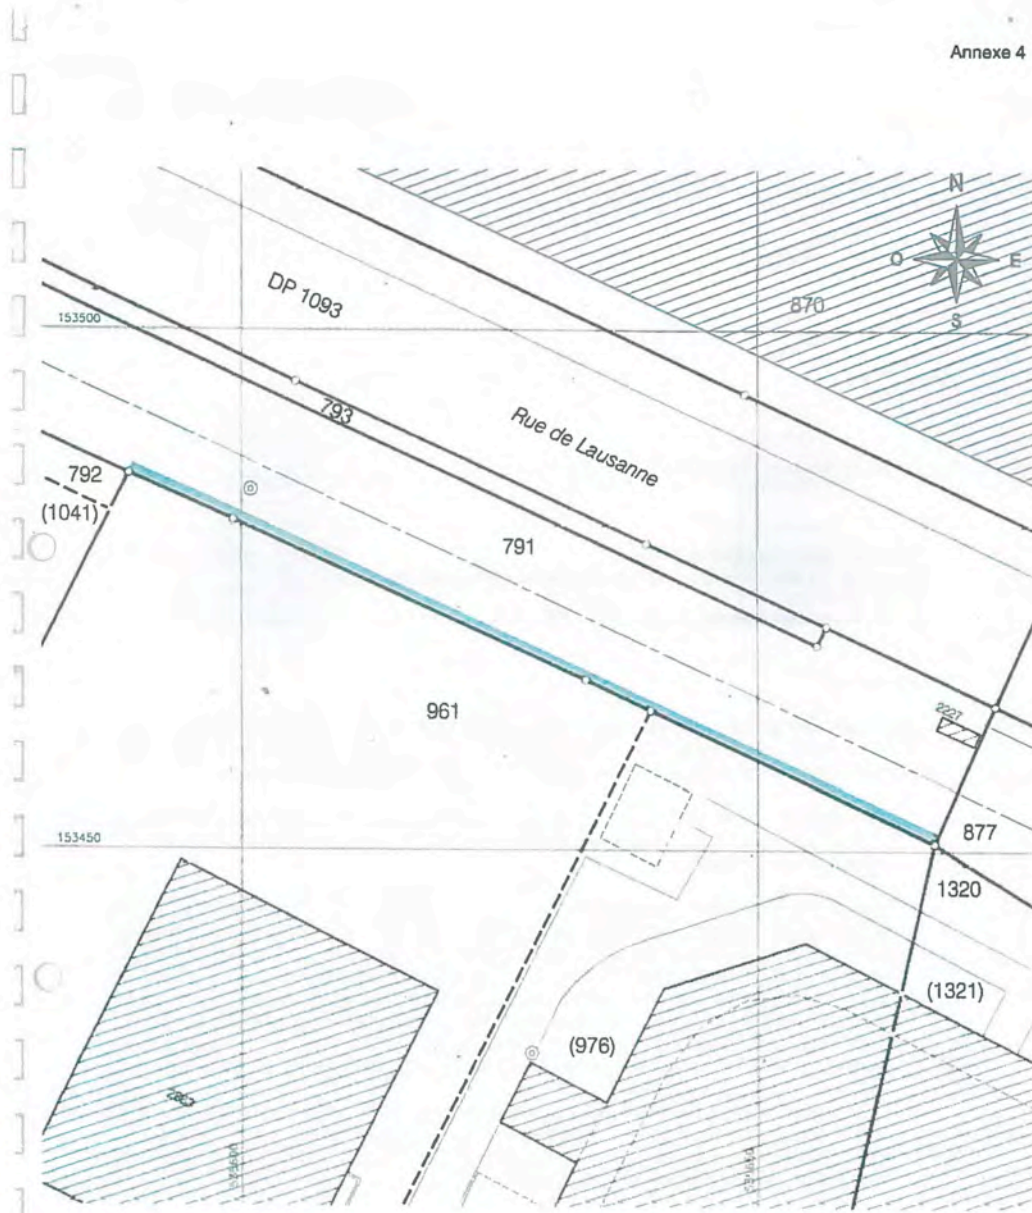 Annexe 4
N
O E
S
870
DP 1093
153500
793
Rue de Lausanne
792
(1041)
791
961
2227
153450
877
1320
(1321)
(976)